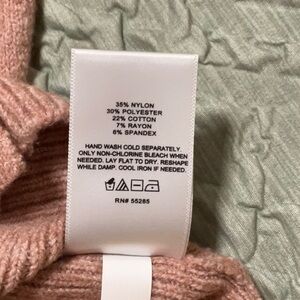 35% NYLON
30% POLYESTER
22% COTTON
7% RAYON
6% SPANDEX
HAND WASH COLD SEPARATELY.
ONLY NON-CHLORINE BLEACH WHEN
NEEDED. LAY FLAT TO DRY. RESHAPE
WHILE DAMP. COOL IRON IF NEEDED.
RN# 55285